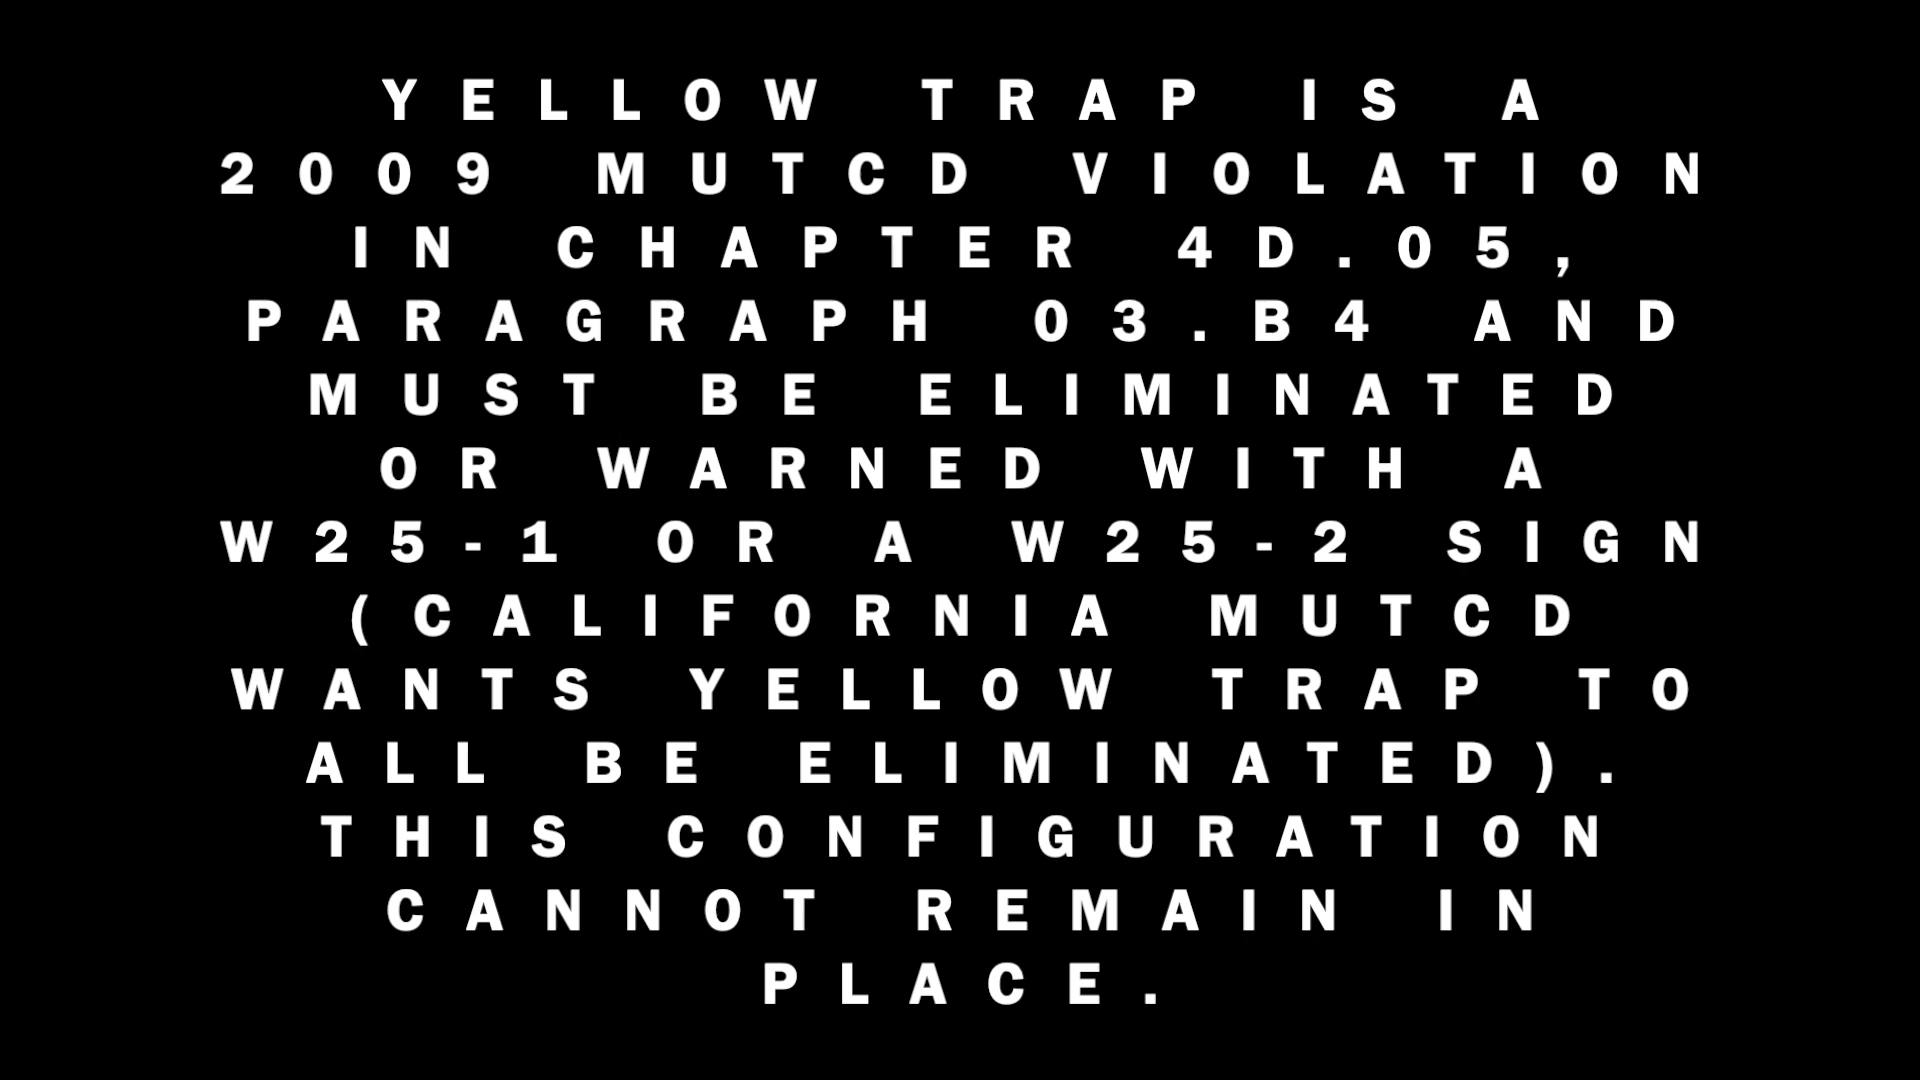 YELLOW TRAP IS A
2009 MUTCD VIOLATION
IN CHAPTER 4D.05,
PARAGRAPH 03.B4 AND
MUST BE ELIMINATED
OR WARNED WITH A
W25-1 OR A W25-2 SIGN
(CALIFORNIA MUTCD
WANTS YELLOW TRAP TO
ALL BE ELIMINATED).
THIS CONFIGURATION
CANNOT REMAIN IN
PLACE.